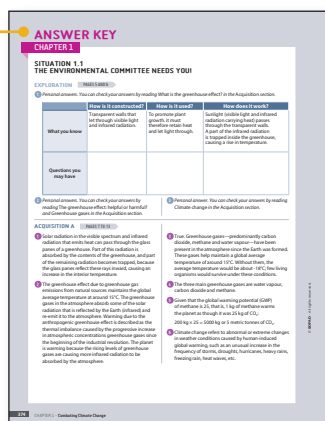 ANSWER KEY
CHAPTER 1
SITUATION 1.1
THE ENVIRONMENTAL COMMITTEE NEEDS YOU!
EXPLORATION PAGES 5 AND 6
1 Personal answers. You can check your answers by reading What is the greenhouse effect? in the Acquisition section.
How is it constructed? How is it used? How does it work?
What you know
Transparent walls that
let through visible light
and infrared radiation.
To promote plant
growth. It must
therefore retain heat
and let light through.
Sunlight (visible light and infrared
radiation carrying heat) passes
through the transparent walls.
A part of the infrared radiation
is trapped inside the greenhouse,
causing a rise in temperature.
Questions you
may have
2 Personal answers. You can check your answers by
reading The greenhouse effect: helpful or harmful?
and Greenhouse gases in the Acquisition section.
3 Personal answer. You can check your answers by reading
Climate change in the Acquisition section.
ACQUISITION A PAGES 7 TO 13
1 Solar radiation in the visible spectrum and infrared
radiation that emits heat can pass through the glass
panes of a greenhouse. Part of this radiation is
absorbed by the contents of the greenhouse, and part
of the remaining radiation becomes trapped, because
the glass panes reflect these rays inward, causing an
increase in the interior temperature.
2 The greenhouse effect due to greenhouse gas
emissions from natural sources maintains the global
average temperature at around 15°C. The greenhouse
gases in the atmosphere absorb some of the solar
radiation that is reflected by the Earth (infrared) and
re-emit it to the atmosphere. Warming due to the
anthropogenic greenhouse effect is described as the
thermal imbalance caused by the progressive increase
in atmospheric concentrations greenhouse gases since
the beginning of the industrial revolution. The planet
is warming because the rising levels of greenhouse
gases are causing more infrared radiation to be
absorbed by the atmosphere.
3 True. Greenhouse gases—predominantly carbon
dioxide, methane and water vapour—have been
present in the atmosphere since the Earth was formed.
These gases help maintain a global average
temperature of around 15°C. Without them, the
average temperature would be about -18°C; few living
organisms would survive under these conditions.
4 The three main greenhouse gases are water vapour,
carbon dioxide and methane.
5 Given that the global warming potential (GWP)
of methane is 25, that is, 1 kg of methane warms
the planet as though it was 25 kg of CO₂:
200 kg × 25 = 5000 kg or 5 metric tonnes of CO₂.
6 Climate change refers to abnormal or extreme changes
in weather conditions caused by human-induced
global warming, such as an unusual increase in the
frequency of storms, droughts, hurricanes, heavy rains,
freezing rain, heat waves, etc.
374 CHAPTER 1 – Conducting Climate Change